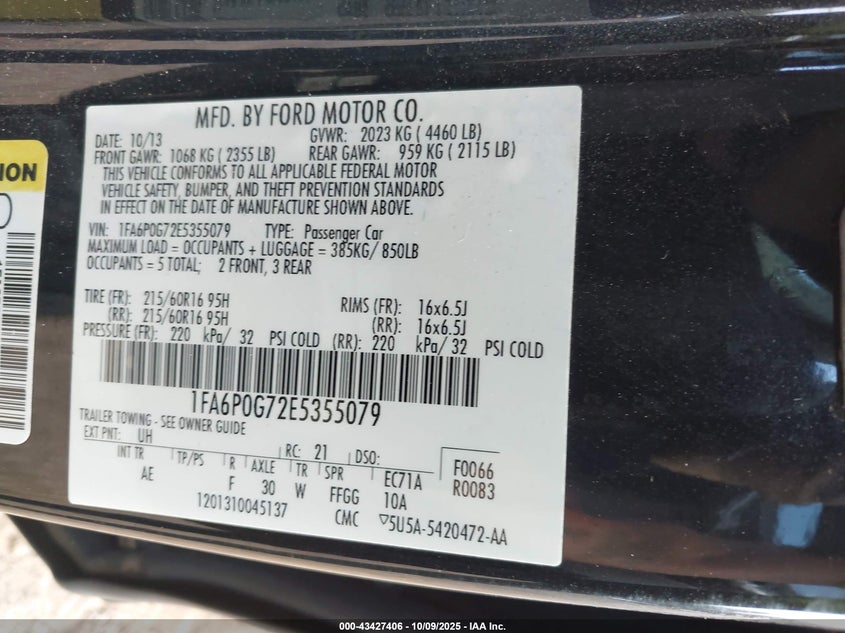 MFD. BY FORD MOTOR CO.
DATE: 10/13 GVWR: 2023 KG ( 4460 LB)
FRONT GAWR: 1068 KG ( 2355 LB) REAR GAWR: 959 KG ( 2115 LB)
THIS VEHICLE CONFORMS TO ALL APPLICABLE FEDERAL MOTOR
VEHICLE SAFETY, BUMPER, AND THEFT PREVENTION STANDARDS
IN EFFECT ON THE DATE OF MANUFACTURE SHOWN ABOVE.
VIN: 1FA6P0G72E5355079 TYPE: Passenger Car
MAXIMUM LOAD = OCCUPANTS + LUGGAGE = 385KG/ 850LB
OCCUPANTS = 5 TOTAL; 2 FRONT, 3 REAR
TIRE (FR): 215/60R16 95H RIMS (FR): 16x6.5J
(RR): 215/60R16 95H (RR): 16x6.5J
PRESSURE (FR): 220 kPa/ 32 PSI COLD (RR): 220 kPa/ 32 PSI COLD
1FA6P0G72E5355079
TRAILER TOWING - SEE OWNER GUIDE
EXT PNT: UH RC: 21 DSO: F0066
INT TR TP/PS R AXLE TR SPR EC71A R0083
AE F 30 W FFGG 10A
1201310045137 CMC 5U5A-5420472-AA
NION
000-43427406 - 10/09/2025 - IAA Inc.